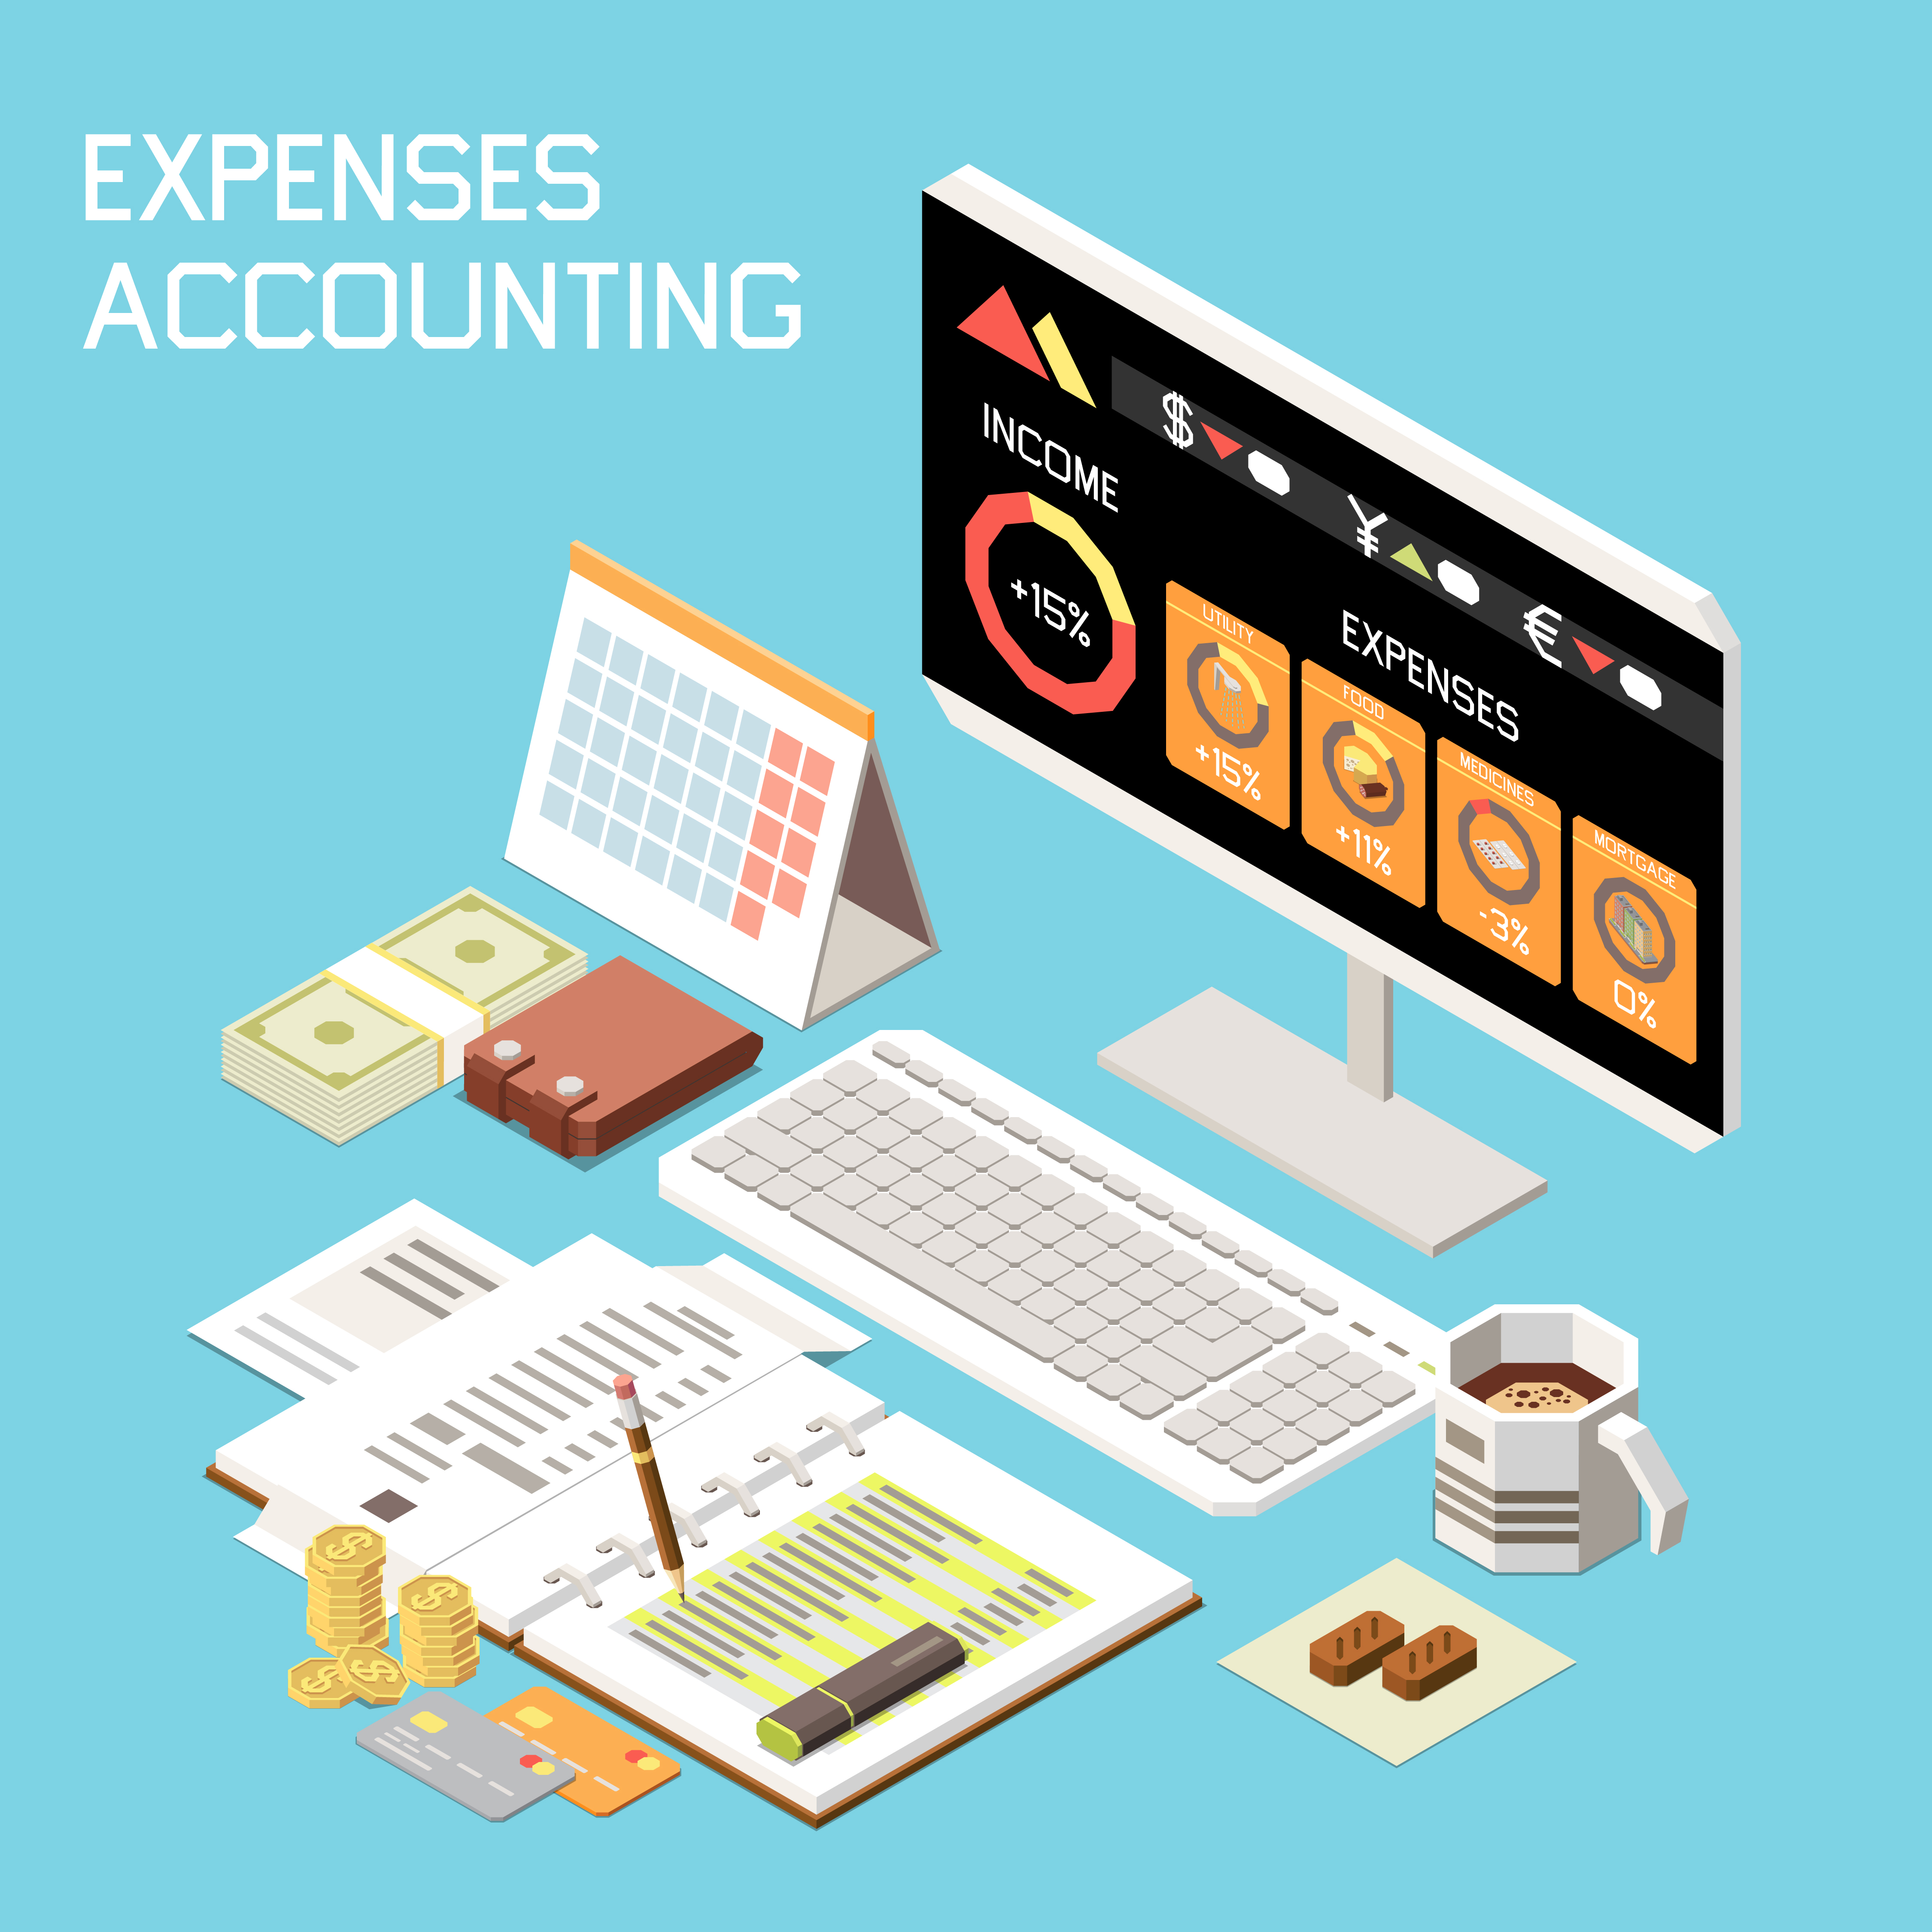 EXPENSES
ACCOUNTING
$
¥
€
INCOME
+15%
EXPENSES
UTILITY
+15%
FOOD
+11%
MEDICINES
-3%
MORTGAGE
0%
$
$
$
$